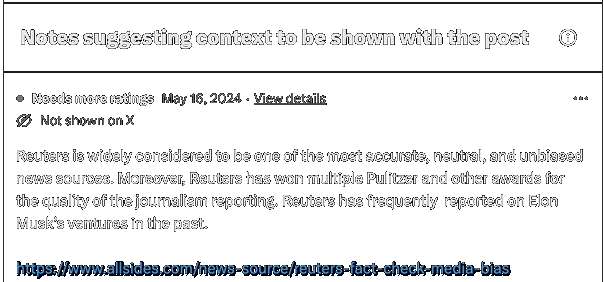 Notes suggesting context to be shown with the post
Needs more ratings May 16, 2024 · View details
Not shown on X
Reuters is widely considered to be one of the most accurate, neutral, and unbiased
news sources. Moreover, Reuters has won multiple Pulitzer and other awards for
the quality of the journalism reporting. Reuters has frequently reported on Elon
Musk's ventures in the past.
https://www.allsides.com/news-source/reuters-fact-check-media-bias